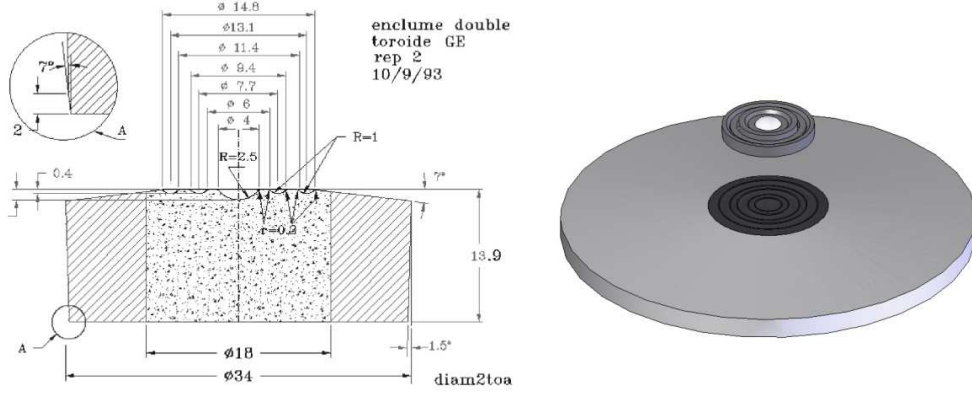 ø 14.8
ø13.1
ø 11.4
ø 9.4
ø 7.7
ø 6
ø 4
enclume double
toroide GE
rep 2
10/9/93
7°
2
A
R=2.5
R=1
0.4
7°
r=0.2
13.9
A
ø18
1.5°
ø34
diam2toa